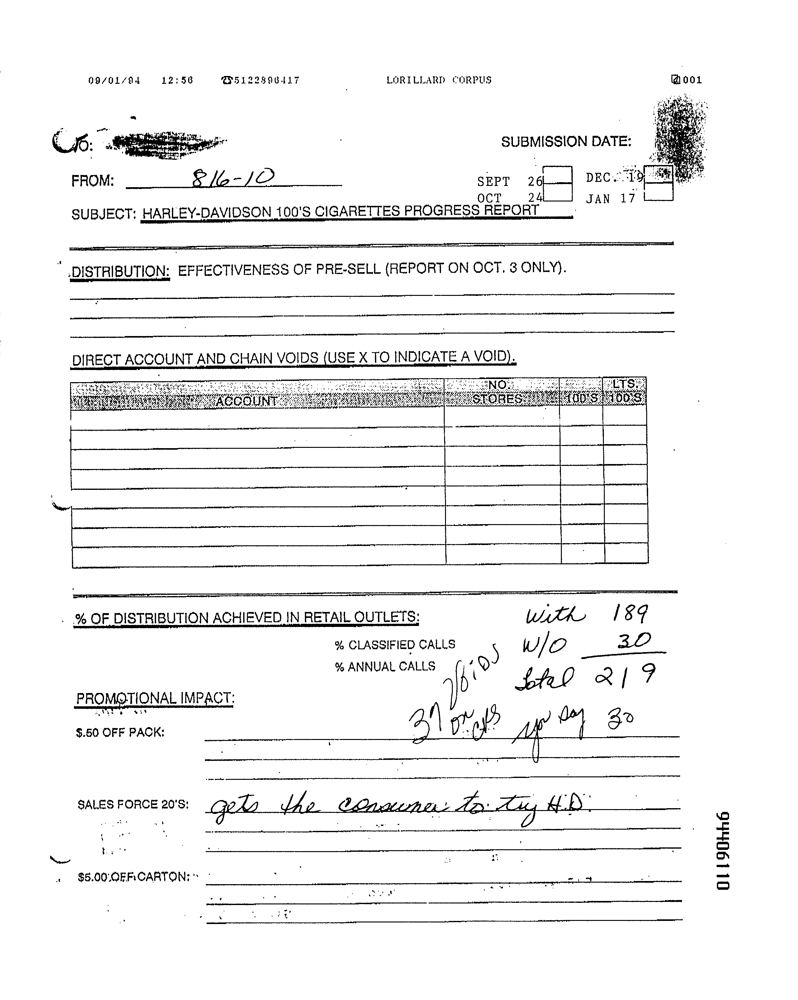 09/01/94 12:56 ☎5122896417 LORILLARD CORPUS 001
TO:
SUBMISSION DATE:
FROM: 816-10
SEPT 26 DEC. 19
OCT 24 JAN 17
SUBJECT: HARLEY-DAVIDSON 100'S CIGARETTES PROGRESS REPORT
DISTRIBUTION: EFFECTIVENESS OF PRE-SELL (REPORT ON OCT. 3 ONLY).
DIRECT ACCOUNT AND CHAIN VOIDS (USE X TO INDICATE A VOID).
ACCOUNT NO. STORES 100'S LTS. 100'S
% OF DISTRIBUTION ACHIEVED IN RETAIL OUTLETS: With 189
% CLASSIFIED CALLS W/O 30
% ANNUAL CALLS Total 219
37 Voids on
PROMOTIONAL IMPACT:
$.50 OFF PACK: say 30
SALES FORCE 20'S: gets the consumer to try H.D.
$5.00 OFF CARTON:
94406110